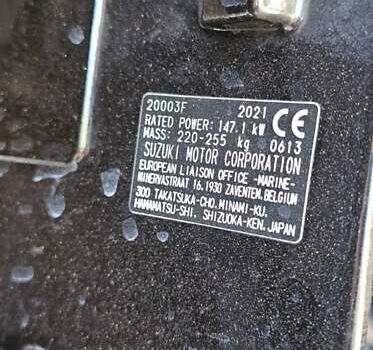 20003F 2021
RATED POWER: 147.1 kW CE
MASS: 220-255 kg 0613
SUZUKI MOTOR CORPORATION
EUROPEAN LIAISON OFFICE -MARINE-
MINERVASTRAAT 16,1930 ZAVENTEM,BELGIUM
300 TAKATSUKA-CHO,MINAMI-KU,
HAMAMATSU-SHI, SHIZUOKA-KEN, JAPAN